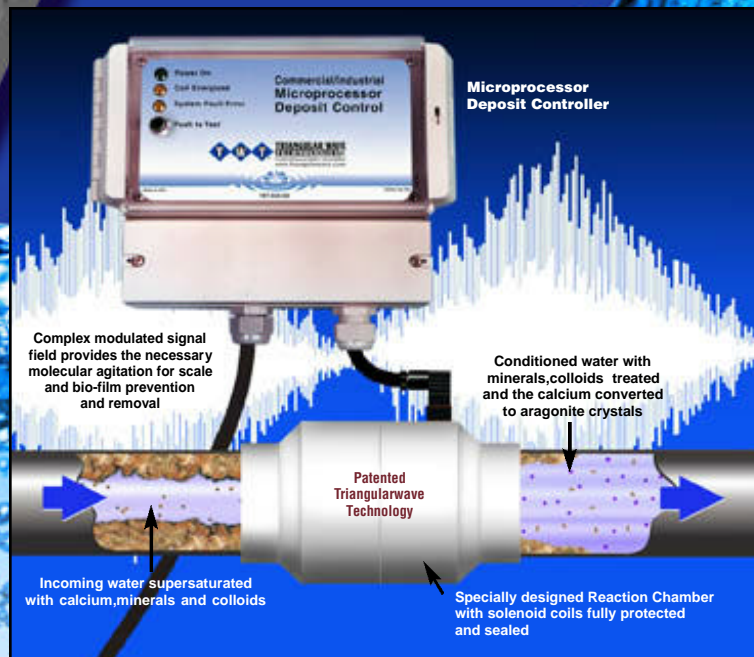 Power On
Coil Energized
System Fault Error
Push to Test
Commercial/Industrial
Microprocessor
Deposit Control
T W T
TRIANGULAR WAVE
Microprocessor
Deposit Controller
Complex modulated signal
field provides the necessary
molecular agitation for scale
and bio-film prevention
and removal
Conditioned water with
minerals,colloids treated
and the calcium converted
to aragonite crystals
Patented
Triangularwave
Technology
Incoming water supersaturated
with calcium,minerals and colloids
Specially designed Reaction Chamber
with solenoid coils fully protected
and sealed